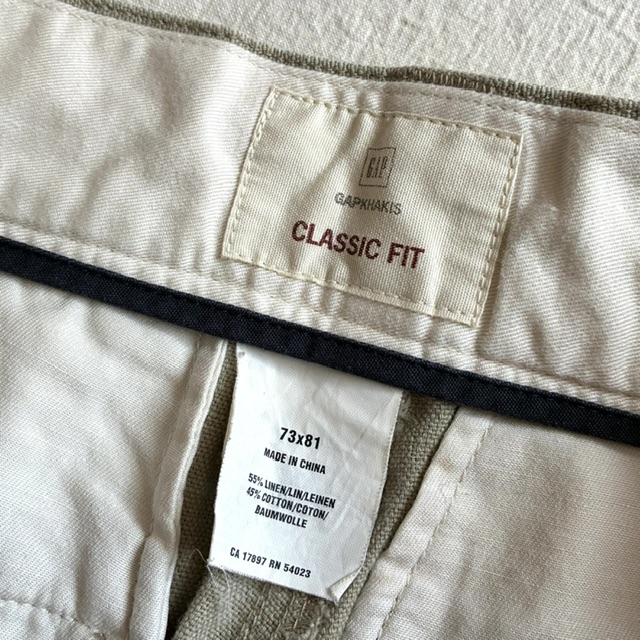 GAP
GAPKHAKIS
CLASSIC FIT
73x81
MADE IN CHINA
55% LINEN/LIN/LEINEN
45% COTTON/COTON/
BAUMWOLLE
CA 17897 RN 54023